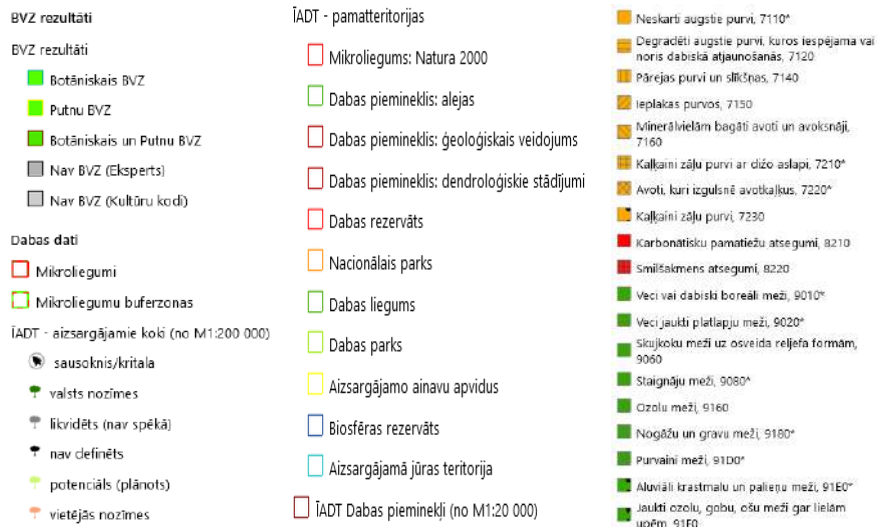 BVZ rezultāti
BVZ rezultāti
Botāniskais BVZ
Putnu BVZ
Botāniskais un Putnu BVZ
Nav BVZ (Eksperts)
Nav BVZ (Kultūru kodi)
Dabas dati
Mikroliegumi
Mikroliegumu buferzonas
ĪADT - aizsargājamie koki (no M1:200 000)
sausoknis/kritala
valsts nozīmes
likvidēts (nav spēkā)
nav definēts
potenciāls (plānots)
vietējās nozīmes
ĪADT - pamatteritorijas
Mikroliegums: Natura 2000
Dabas piemineklis: alejas
Dabas piemineklis: ģeoloģiskais veidojums
Dabas piemineklis: dendroloģiskie stādījumi
Dabas rezervāts
Nacionālais parks
Dabas liegums
Dabas parks
Aizsargājamo ainavu apvidus
Biosfēras rezervāts
Aizsargājamā jūras teritorija
ĪADT Dabas pieminekļi (no M1:20 000)
Neskarti augstie purvi, 7110*
Degradēti augstie purvi, kuros iespējama vai
noris dabiskā atjaunošanās, 7120
Pārejas purvi un slīkšņas, 7140
Ieplakas purvos, 7150
Minerālvielām bagāti avoti un avoksnāji,
7160
Kaļķaini zāļu purvi ar dižo aslapi, 7210*
Avoti, kuri izgulsnē avotkaļķus, 7220*
Kaļķaini zāļu purvi, 7230
Karbonātisku pamatiežu atsegumi, 8210
Smilšakmens atsegumi, 8220
Veci vai dabiski boreāli meži, 9010*
Veci jaukti platlapju meži, 9020*
Skujkoku meži uz osveida reljefa formām,
9060
Staignāju meži, 9080*
Ozolu meži, 9160
Nogāžu un gravu meži, 9180*
Purvaini meži, 91D0*
Aluviāli krastmalu un palieņu meži, 91E0*
Jaukti ozolu, gobu, ošu meži gar lielām
upēm, 91F0